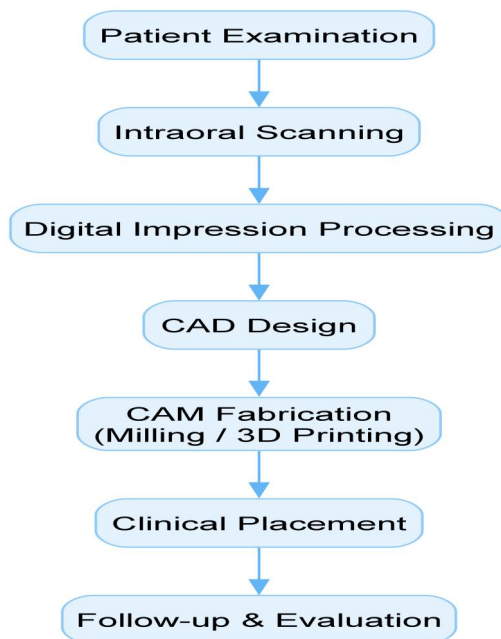 Patient Examination
Intraoral Scanning
Digital Impression Processing
CAD Design
CAM Fabrication
(Milling / 3D Printing)
Clinical Placement
Follow-up & Evaluation